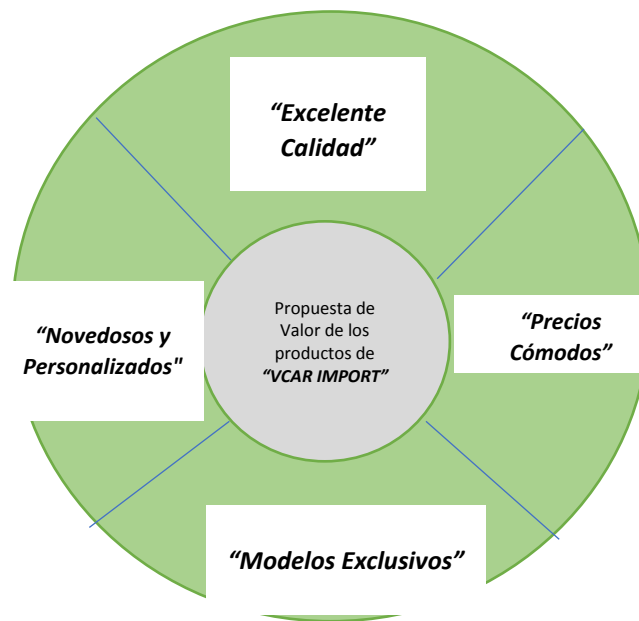 “Excelente
Calidad”
Propuesta de
Valor de los
productos de
“VCAR IMPORT”
“Novedosos y
Personalizados"
“Precios
Cómodos”
“Modelos Exclusivos”